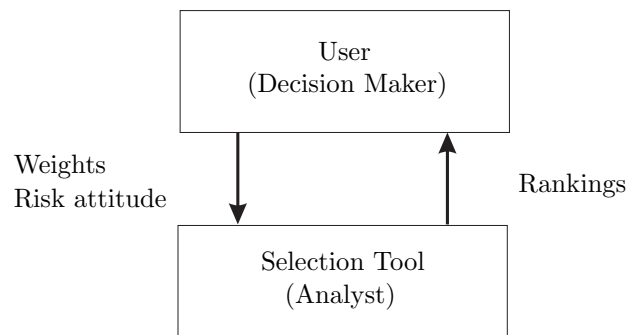 User
(Decision Maker)
Weights
Risk attitude
Rankings
Selection Tool
(Analyst)